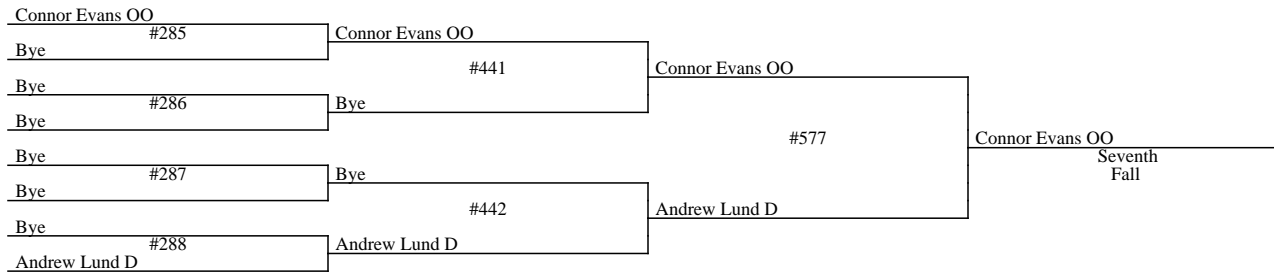 Connor Evans OO
#285
Connor Evans OO
Bye
#441
Connor Evans OO
Bye
#286
Bye
Bye
#577
Connor Evans OO
Seventh
Fall
Bye
#287
Bye
Bye
#442
Andrew Lund D
Bye
#288
Andrew Lund D
Andrew Lund D